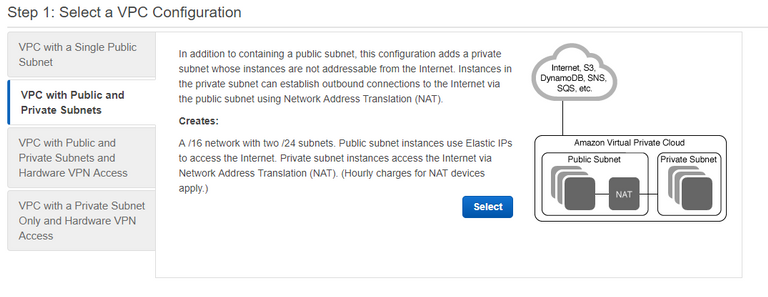 Step 1: Select a VPC Configuration
VPC with a Single Public
Subnet
VPC with Public and
Private Subnets
VPC with Public and
Private Subnets and
Hardware VPN Access
VPC with a Private Subnet
Only and Hardware VPN
Access
In addition to containing a public subnet, this configuration adds a private
subnet whose instances are not addressable from the Internet. Instances in
the private subnet can establish outbound connections to the Internet via
the public subnet using Network Address Translation (NAT).
Creates:
A /16 network with two /24 subnets. Public subnet instances use Elastic IPs
to access the Internet. Private subnet instances access the Internet via
Network Address Translation (NAT). (Hourly charges for NAT devices
apply.)
Select
Internet, S3,
DynamoDB, SNS,
SQS, etc.
Amazon Virtual Private Cloud
Public Subnet
Private Subnet
NAT